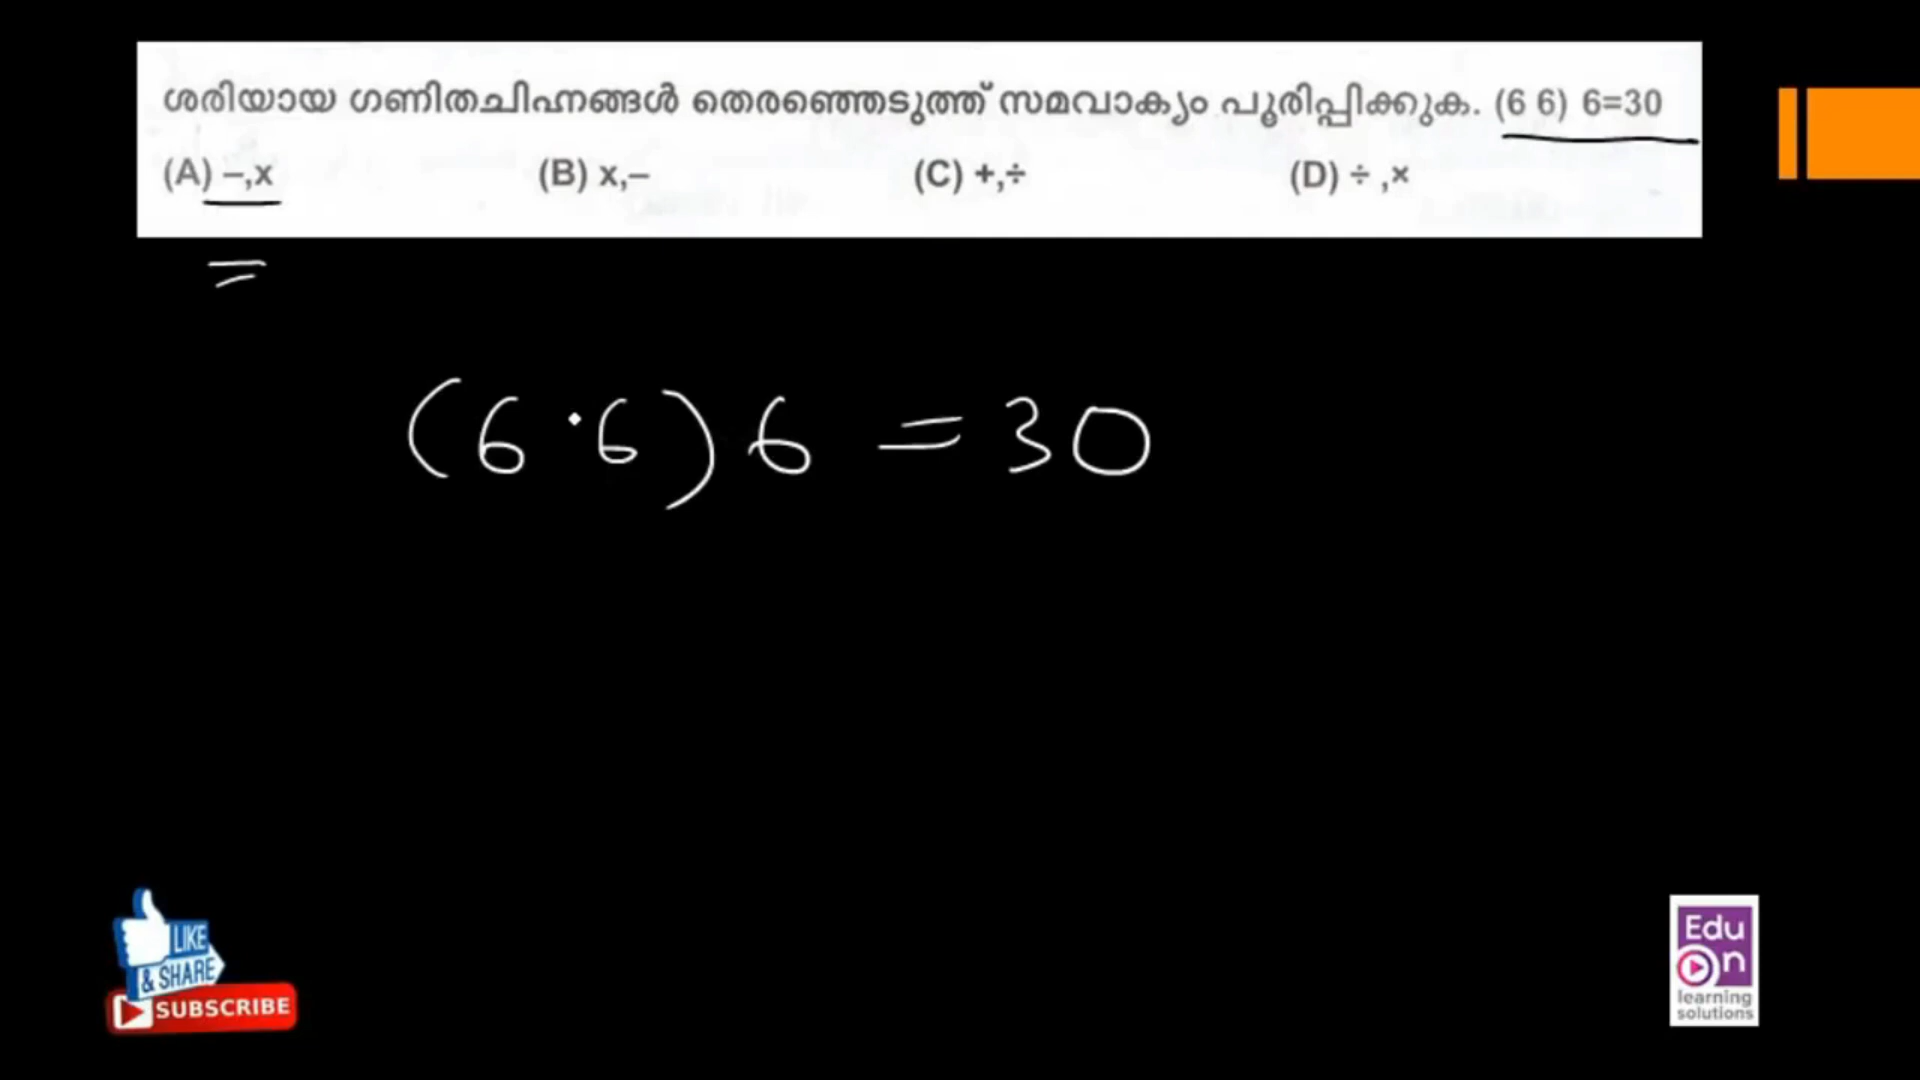 ശരിയായ ഗണിതചിഹ്നങ്ങൾ തെരഞ്ഞെടുത്ത് സമവാക്യം പൂരിപ്പിക്കുക. (6 6) 6=30
(A) –,x (B) x,– (C) +,÷ (D) ÷ ,×
(6 · 6) 6 = 30
LIKE
& SHARE
SUBSCRIBE
Edu
On
learning
solutions